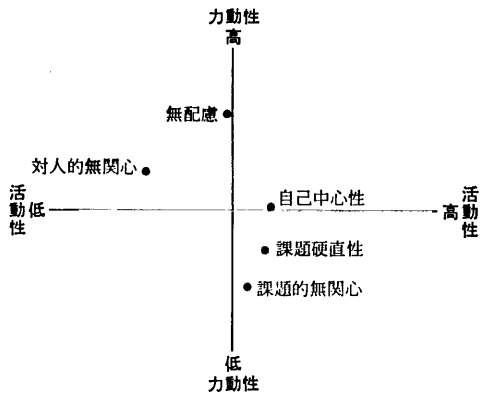 力動性
高
無配慮
対人的無関心
自己中心性
活動性
低
高
活動性
課題硬直性
課題的無関心
低
力動性